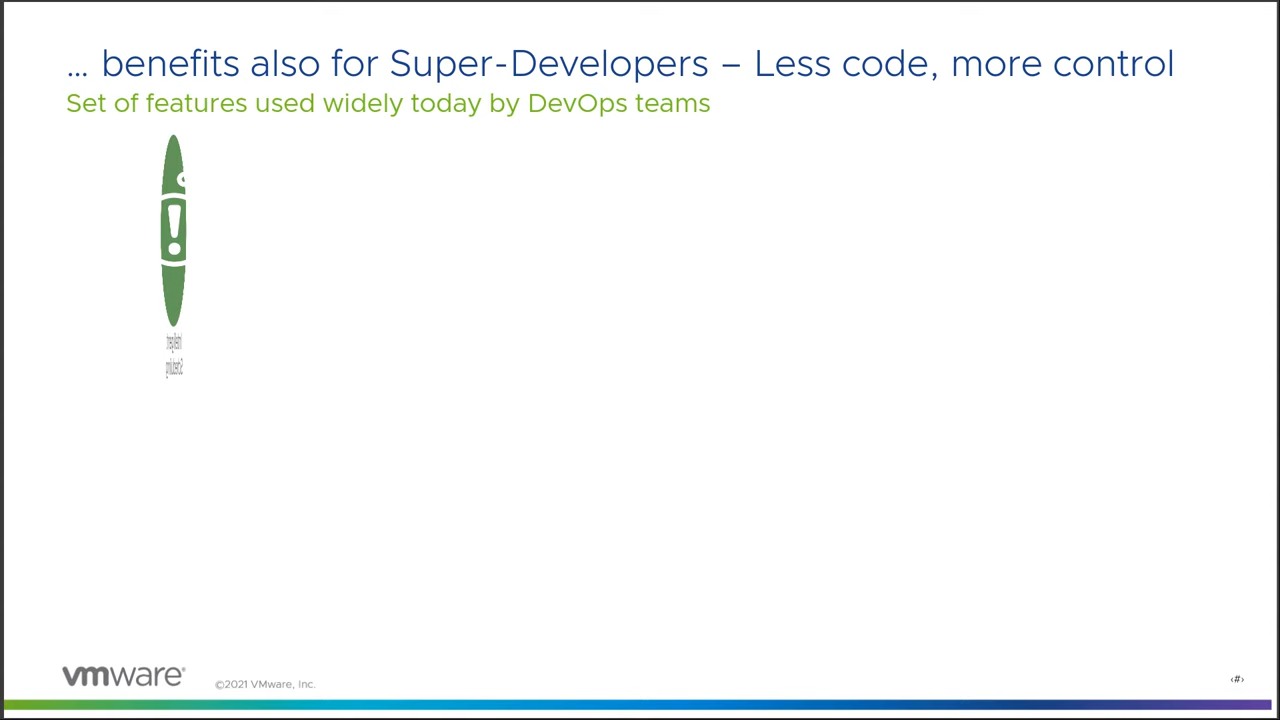 … benefits also for Super-Developers – Less code, more control
Set of features used widely today by DevOps teams
!
vmware®
©2021 VMware, Inc.
‹#›